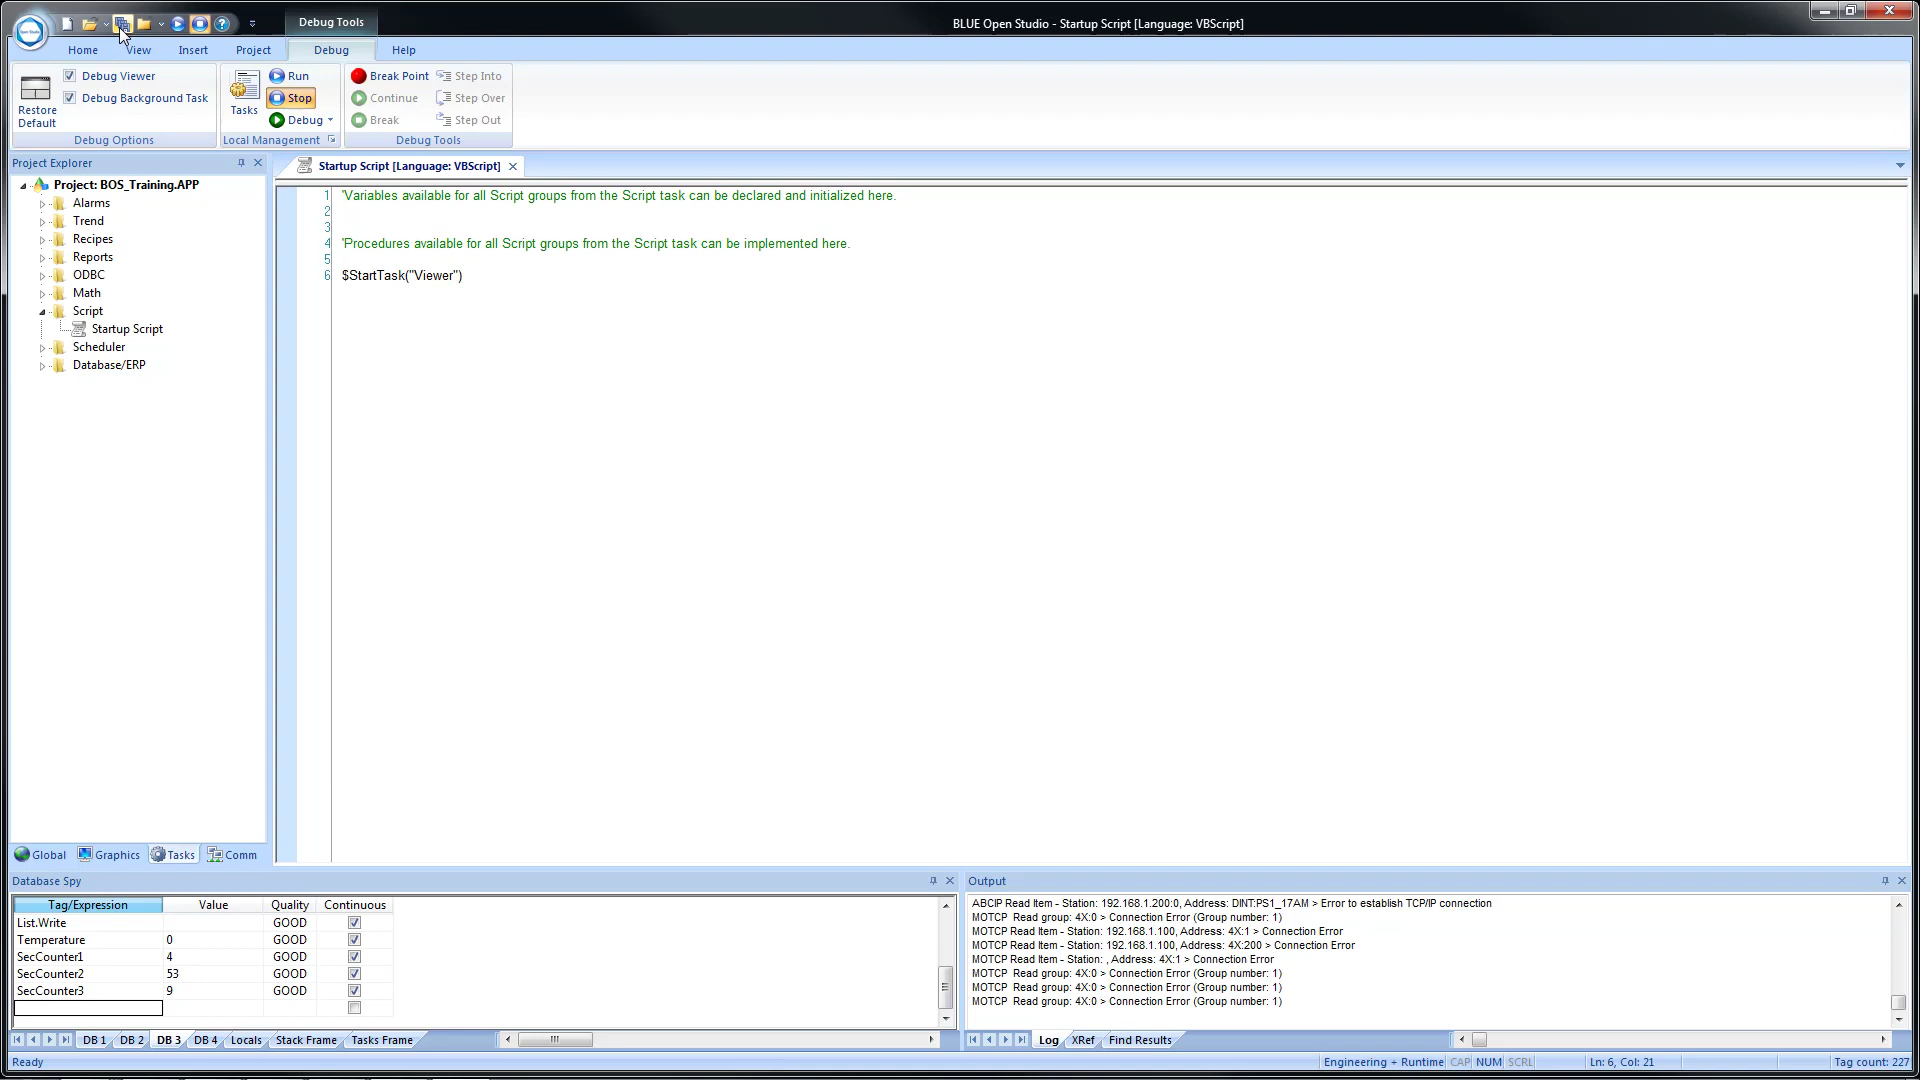 Debug Tools
BLUE Open Studio - Startup Script [Language: VBScript]
Home View Insert Project Debug Help
Restore Default
Debug Viewer
Debug Background Task
Debug Options
Tasks
Run
Stop
Debug
Local Management
Break Point
Continue
Break
Step Into
Step Over
Step Out
Debug Tools
Project Explorer
Project: BOS_Training.APP
Alarms
Trend
Recipes
Reports
ODBC
Math
Script
Startup Script
Scheduler
Database/ERP
Global Graphics Tasks Comm
Startup Script [Language: VBScript]
1 'Variables available for all Script groups from the Script task can be declared and initialized here.
2
3
4 'Procedures available for all Script groups from the Script task can be implemented here.
5
6 $StartTask("Viewer")
Database Spy
Tag/Expression Value Quality Continuous
List.Write GOOD
Temperature 0 GOOD
SecCounter1 4 GOOD
SecCounter2 53 GOOD
SecCounter3 9 GOOD
DB 1 DB 2 DB 3 DB 4 Locals Stack Frame Tasks Frame
Output
ABCIP Read Item - Station: 192.168.1.200:0, Address: DINT:PS1_17AM > Error to establish TCP/IP connection
MOTCP Read group: 4X:0 > Connection Error (Group number: 1)
MOTCP Read Item - Station: 192.168.1.100, Address: 4X:1 > Connection Error
MOTCP Read Item - Station: 192.168.1.100, Address: 4X:200 > Connection Error
MOTCP Read Item - Station: , Address: 4X:1 > Connection Error
MOTCP Read group: 4X:0 > Connection Error (Group number: 1)
MOTCP Read group: 4X:0 > Connection Error (Group number: 1)
MOTCP Read group: 4X:0 > Connection Error (Group number: 1)
Log XRef Find Results
Ready
Engineering + Runtime CAP NUM SCRL Ln: 6, Col: 21 Tag count: 227